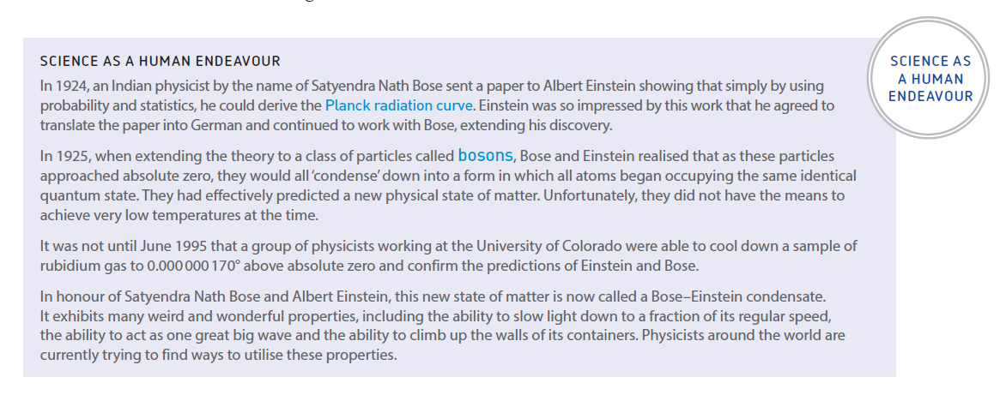 SCIENCE AS A HUMAN ENDEAVOUR
In 1924, an Indian physicist by the name of Satyendra Nath Bose sent a paper to Albert Einstein showing that simply by using
probability and statistics, he could derive the Planck radiation curve. Einstein was so impressed by this work that he agreed to
translate the paper into German and continued to work with Bose, extending his discovery.
In 1925, when extending the theory to a class of particles called bosons, Bose and Einstein realised that as these particles
approached absolute zero, they would all ‘condense’ down into a form in which all atoms began occupying the same identical
quantum state. They had effectively predicted a new physical state of matter. Unfortunately, they did not have the means to
achieve very low temperatures at the time.
It was not until June 1995 that a group of physicists working at the University of Colorado were able to cool down a sample of
rubidium gas to 0.000 000 170° above absolute zero and confirm the predictions of Einstein and Bose.
In honour of Satyendra Nath Bose and Albert Einstein, this new state of matter is now called a Bose–Einstein condensate.
It exhibits many weird and wonderful properties, including the ability to slow light down to a fraction of its regular speed,
the ability to act as one great big wave and the ability to climb up the walls of its containers. Physicists around the world are
currently trying to find ways to utilise these properties.
SCIENCE AS
A HUMAN
ENDEAVOUR